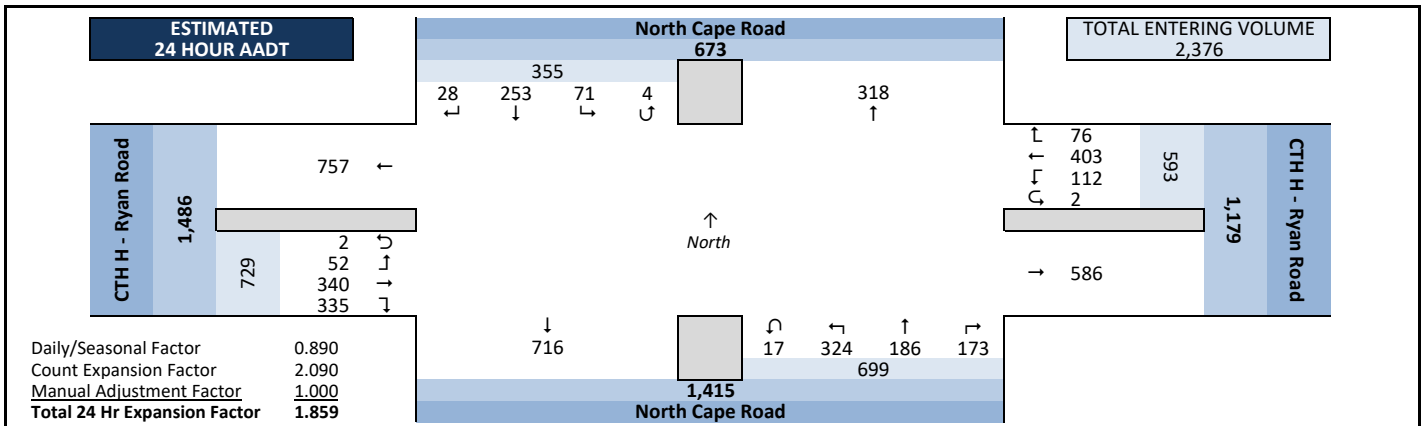 ESTIMATED
24 HOUR AADT
North Cape Road
673
TOTAL ENTERING VOLUME
2,376
355
28 253 71 4
↵ ↓ ↳ ↺
318
↑
CTH H - Ryan Road
1,486
757 ←
729
2 ⮌
52 ↰
340 →
335 ↴
↑
North
↱ 76
← 403
↲ 112
⮎ 2
593
1,179
CTH H - Ryan Road
→ 586
↓
716
↶ ↰ ↑ ↱
17 324 186 173
699
1,415
North Cape Road
Daily/Seasonal Factor 0.890
Count Expansion Factor 2.090
Manual Adjustment Factor 1.000
Total 24 Hr Expansion Factor 1.859